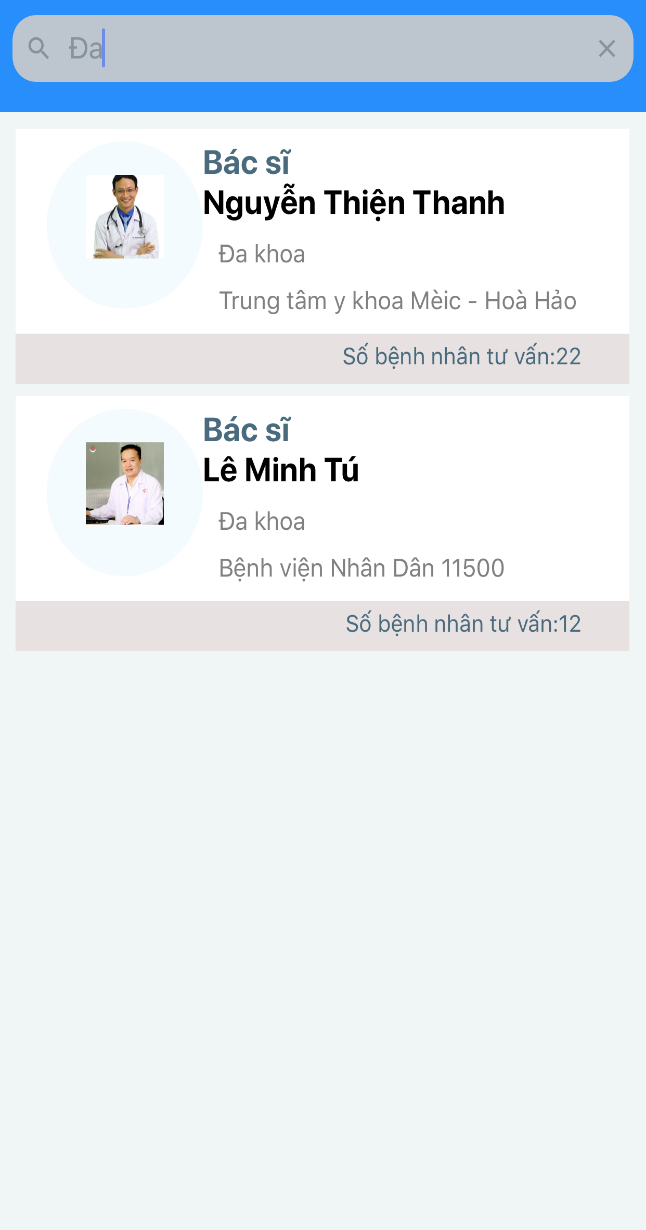 Đa
Bác sĩ
Nguyễn Thiện Thanh
Đa khoa
Trung tâm y khoa Mèic - Hoà Hảo
Số bệnh nhân tư vấn:22
Bác sĩ
Lê Minh Tú
Đa khoa
Bệnh viện Nhân Dân 11500
Số bệnh nhân tư vấn:12